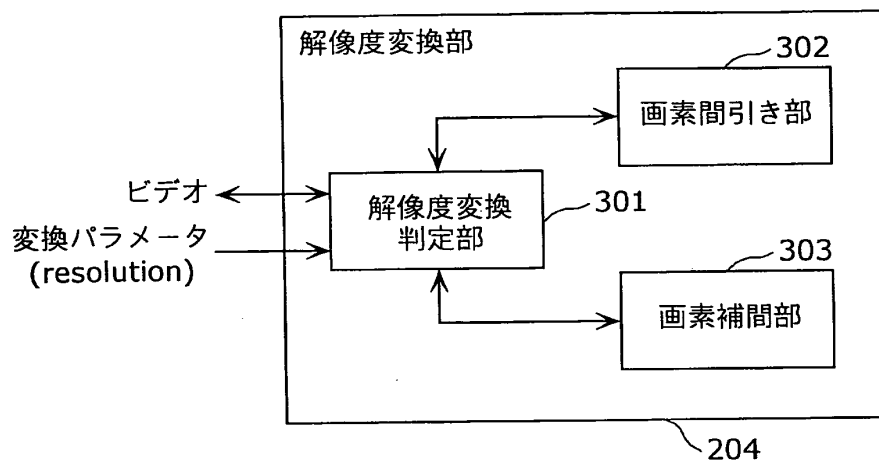 解像度変換部
302
画素間引き部
ビデオ
変換パラメータ
(resolution)
解像度変換
判定部
301
303
画素補間部
204